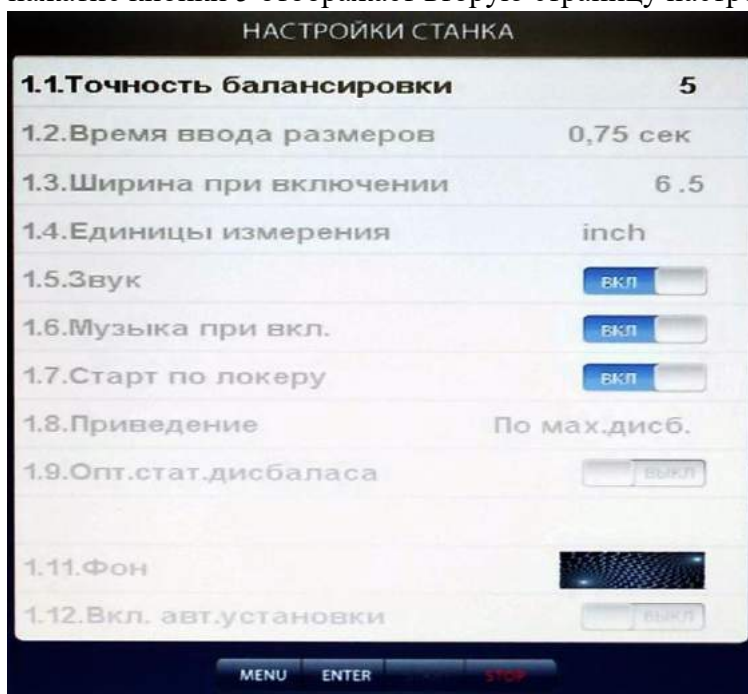 НАСТРОЙКИ СТАНКА
1.1.Точность балансировки 5
1.2.Время ввода размеров 0,75 сек
1.3.Ширина при включении 6.5
1.4.Единицы измерения inch
1.5.Звук ВКЛ
1.6.Музыка при вкл. ВКЛ
1.7.Старт по локеру ВКЛ
1.8.Приведение По мах.дисб.
1.9.Опт.стат.дисбаласа ВЫКЛ
1.11.Фон
1.12.Вкл. авт.установки ВЫКЛ
MENU ENTER STOP